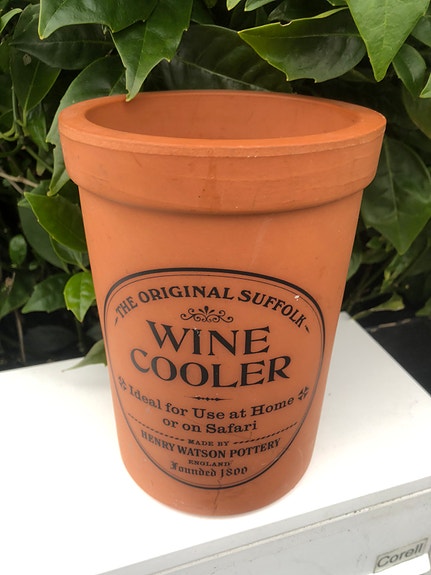 THE ORIGINAL SUFFOLK
WINE
COOLER
Ideal for Use at Home
or on Safari
MADE BY
HENRY WATSON POTTERY
ENGLAND
Founded 1800
Corell